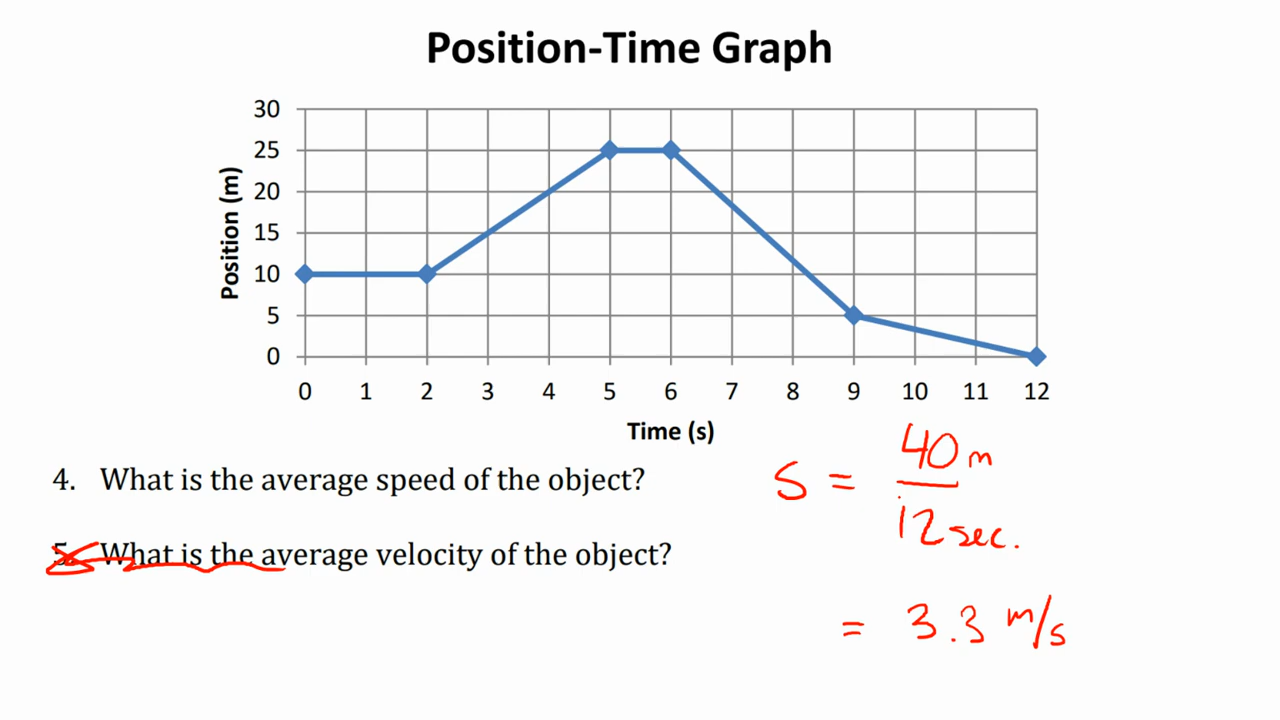 Position-Time Graph
30
25
20
15
10
5
0
Position (m)
0 1 2 3 4 5 6 7 8 9 10 11 12
Time (s)
4. What is the average speed of the object?
S = 40 m
12 sec.
5. What is the average velocity of the object?
= 3.3 m/s